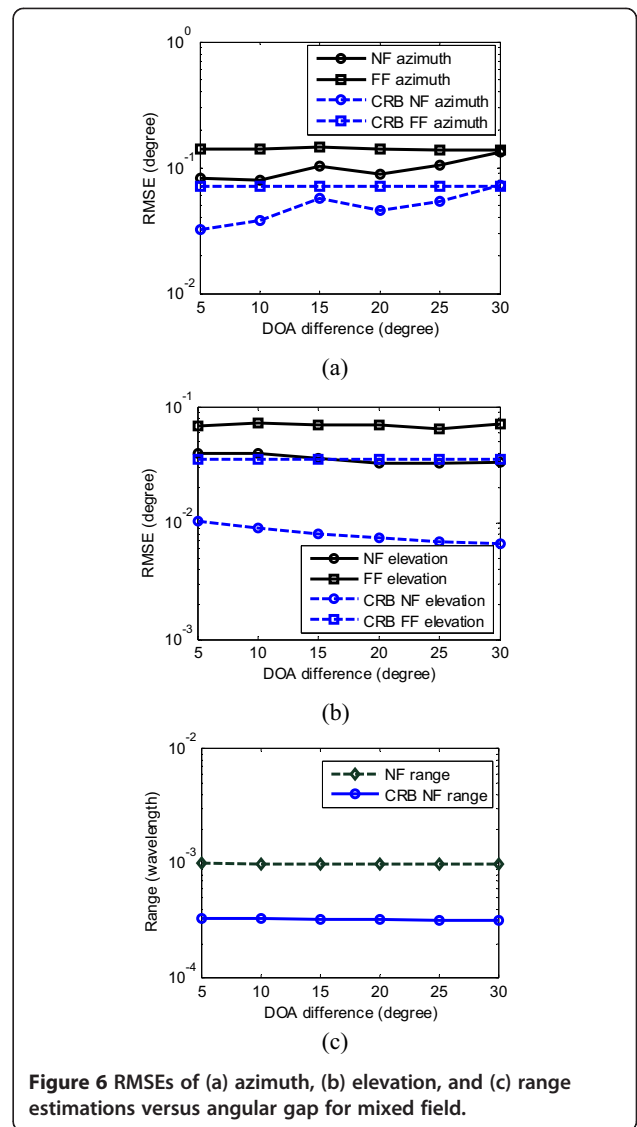 10^0
NF azimuth
FF azimuth
CRB NF azimuth
CRB FF azimuth
RMSE (degree)
10^-1
10^-2
5 10 15 20 25 30
DOA difference (degree)
(a)
10^-1
RMSE (degree)
10^-2
NF elevation
FF elevation
CRB NF elevation
CRB FF elevation
10^-3
5 10 15 20 25 30
DOA difference (degree)
(b)
10^-2
NF range
CRB NF range
Range (wavelength)
10^-3
10^-4
5 10 15 20 25 30
DOA difference (degree)
(c)
Figure 6 RMSEs of (a) azimuth, (b) elevation, and (c) range
estimations versus angular gap for mixed field.